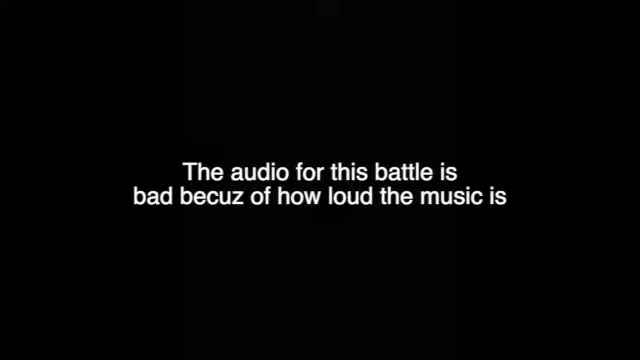 The audio for this battle is
bad becuz of how loud the music is